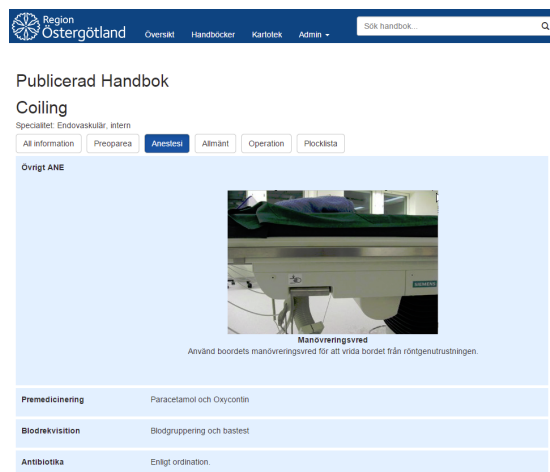 Region
Östergötland
Översikt Handböcker Kartotek Admin
Sök handbok...
Publicerad Handbok
Coiling
Specialitet: Endovaskulär, intern
All information Preoparea Anestesi Allmänt Operation Plocklista
Övrigt ANE
SIEMENS
Manövreringsvred
Använd boordets manövreringsvred för att vrida bordet från röntgenutrustningen.
Premedicinering Paracetamol och Oxycontin
Blodrekvisition Blodgruppering och bastest
Antibiotika Enligt ordination.